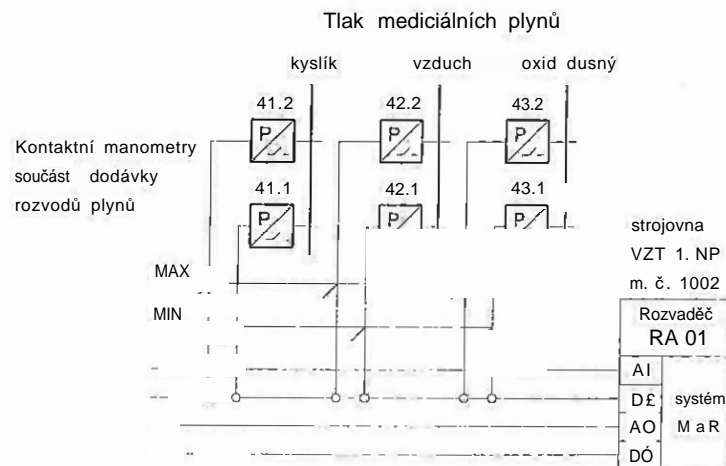 Tlak mediciálních plynů
kyslík vzduch oxid dusný
41.2 42.2 43.2
P P P
Kontaktní manometry
součást dodávky
rozvodů plynů
41.1 42.1 43.1
P P P
strojovna
VZT 1. NP
m. č. 1002
MAX
MIN
Rozvaděč
RA 01
AI
D£ systém
AO M a R
DÓ